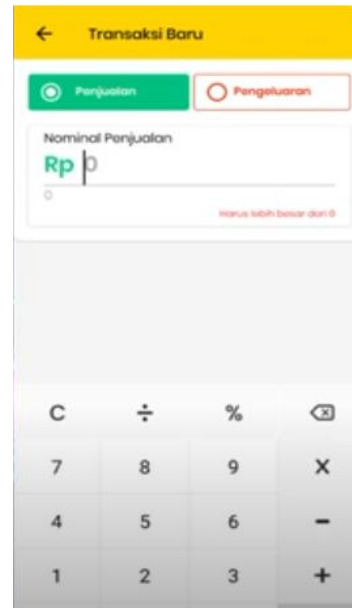 Transaksi Baru
Penjualan Pengeluaran
Nominal Penjualan
Rp 0
0
Harus lebih besar dari 0
C ÷ %
7 8 9 X
4 5 6 -
1 2 3 +